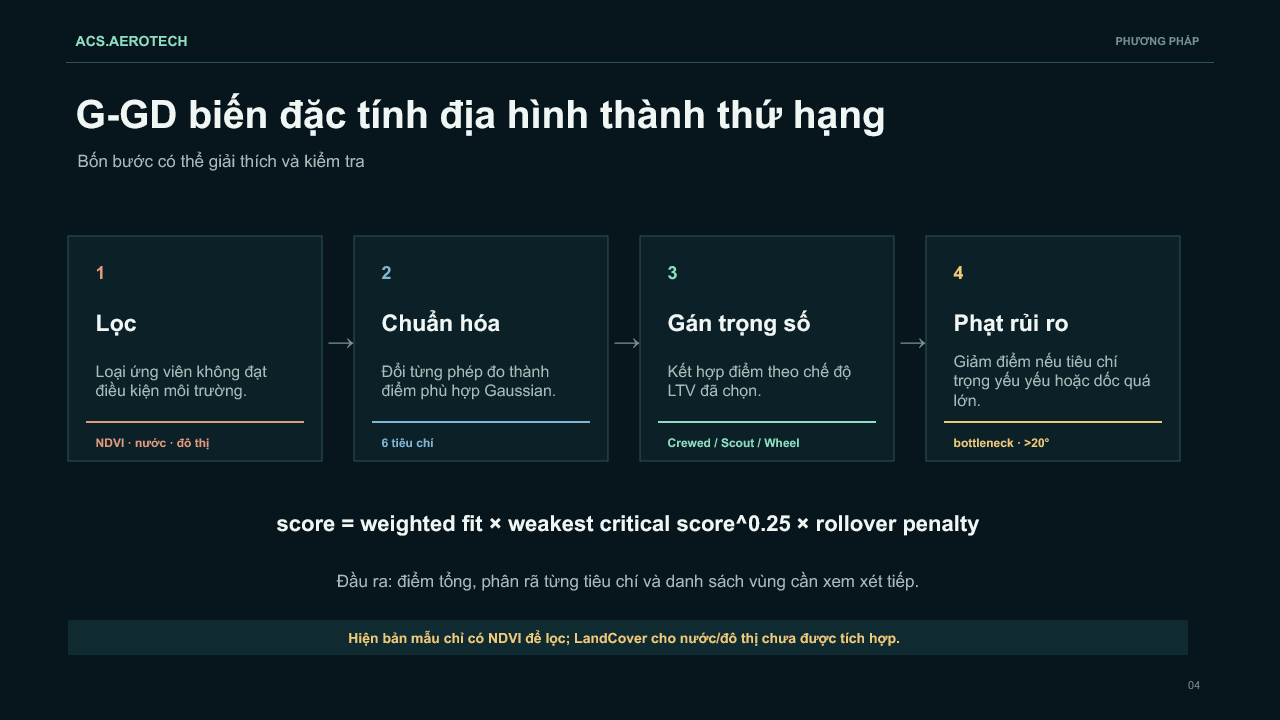 ACS.AEROTECH
PHƯƠNG PHÁP
G-GD biến đặc tính địa hình thành thứ hạng
Bốn bước có thể giải thích và kiểm tra
1
Lọc
Loại ứng viên không đạt
điều kiện môi trường.
NDVI · nước · đô thị
→
2
Chuẩn hóa
Đổi từng phép đo thành
điểm phù hợp Gaussian.
6 tiêu chí
→
3
Gán trọng số
Kết hợp điểm theo chế độ
LTV đã chọn.
Crewed / Scout / Wheel
→
4
Phạt rủi ro
Giảm điểm nếu tiêu chí
trọng yếu yếu hoặc dốc quá
lớn.
bottleneck · >20°
score = weighted fit × weakest critical score^0.25 × rollover penalty
Đầu ra: điểm tổng, phân rã từng tiêu chí và danh sách vùng cần xem xét tiếp.
Hiện bản mẫu chỉ có NDVI để lọc; LandCover cho nước/đô thị chưa được tích hợp.
04